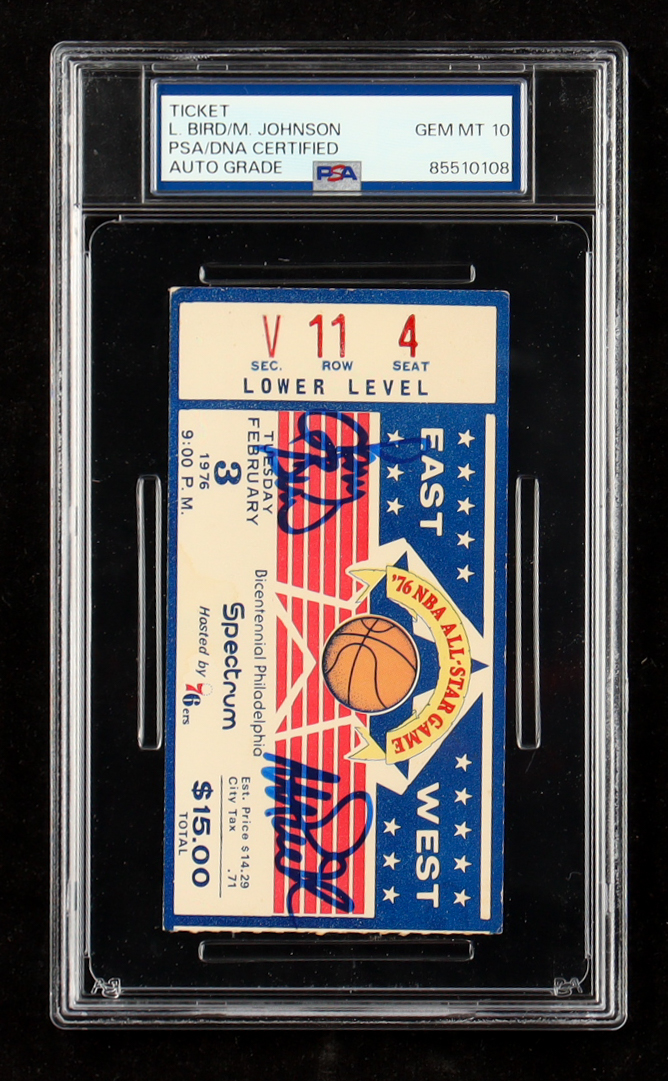 TICKET
L. BIRD/M. JOHNSON
PSA/DNA CERTIFIED
AUTO GRADE
GEM MT 10
85510108
PSA
V 11 4
SEC. ROW SEAT
LOWER LEVEL
EAST
WEST
'76 NBA ALL-STAR GAME
TUESDAY
FEBRUARY
3
1976
9:00 P.M.
Bicentennial Philadelphia
Spectrum
Hosted by 76ers
Est. Price $14.29
City Tax .71
$15.00
TOTAL